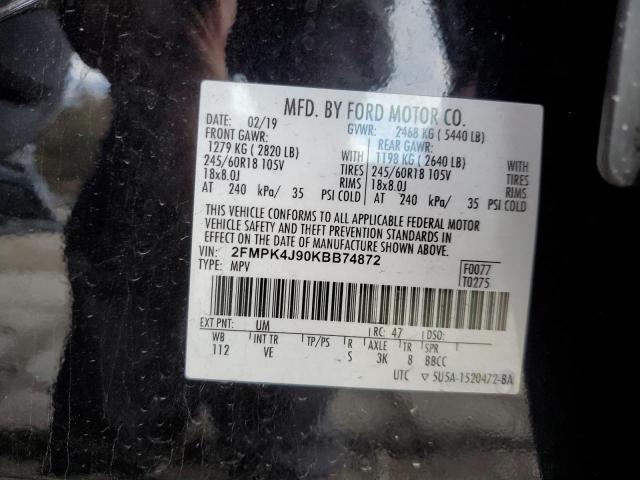 MFD. BY FORD MOTOR CO.
DATE: 02/19 GVWR: 2468 KG ( 5440 LB)
FRONT GAWR: REAR GAWR:
1279 KG ( 2820 LB) WITH 1198 KG ( 2640 LB) WITH
245/60R18 105V TIRES 245/60R18 105V TIRES
18x8.0J RIMS 18x8.0J RIMS
AT 240 kPa/ 35 PSI COLD AT 240 kPa/ 35 PSI COLD
THIS VEHICLE CONFORMS TO ALL APPLICABLE FEDERAL MOTOR
VEHICLE SAFETY AND THEFT PREVENTION STANDARDS IN
EFFECT ON THE DATE OF MANUFACTURE SHOWN ABOVE.
VIN: 2FMPK4J90KBB74872
TYPE: MPV
F0077
T0275
EXT PNT: UM RC: 47 DSO:
WB INT TR TP/PS R AXLE TR SPR
112 VE S 3K 8 BBCC
UTC ▽ 5U5A-1520472-BA